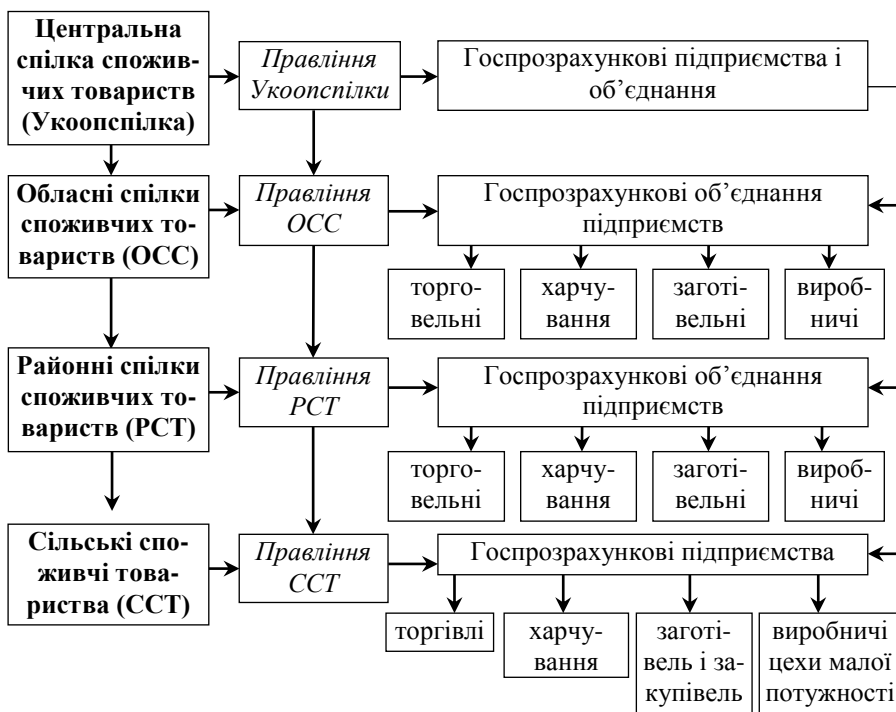 Центральна
спілка спожив-
чих товариств
(Укоопспілка)
Правління
Укоопспілки
Госпрозрахункові підприємства і
об’єднання
Обласні спілки
споживчих то-
вариств (ОСС)
Правління
ОСС
Госпрозрахункові об’єднання
підприємств
торго-
вельні
харчу-
вання
заготі-
вельні
вироб-
ничі
Районні спілки
споживчих то-
вариств (РСТ)
Правління
РСТ
Госпрозрахункові об’єднання
підприємств
торго-
вельні
харчу-
вання
заготі-
вельні
вироб-
ничі
Сільські спо-
живчі това-
риства (ССТ)
Правління
ССТ
Госпрозрахункові підприємства
торгівлі
харчу-
вання
заготі-
вель і за-
купівель
виробничі
цехи малої
потужності